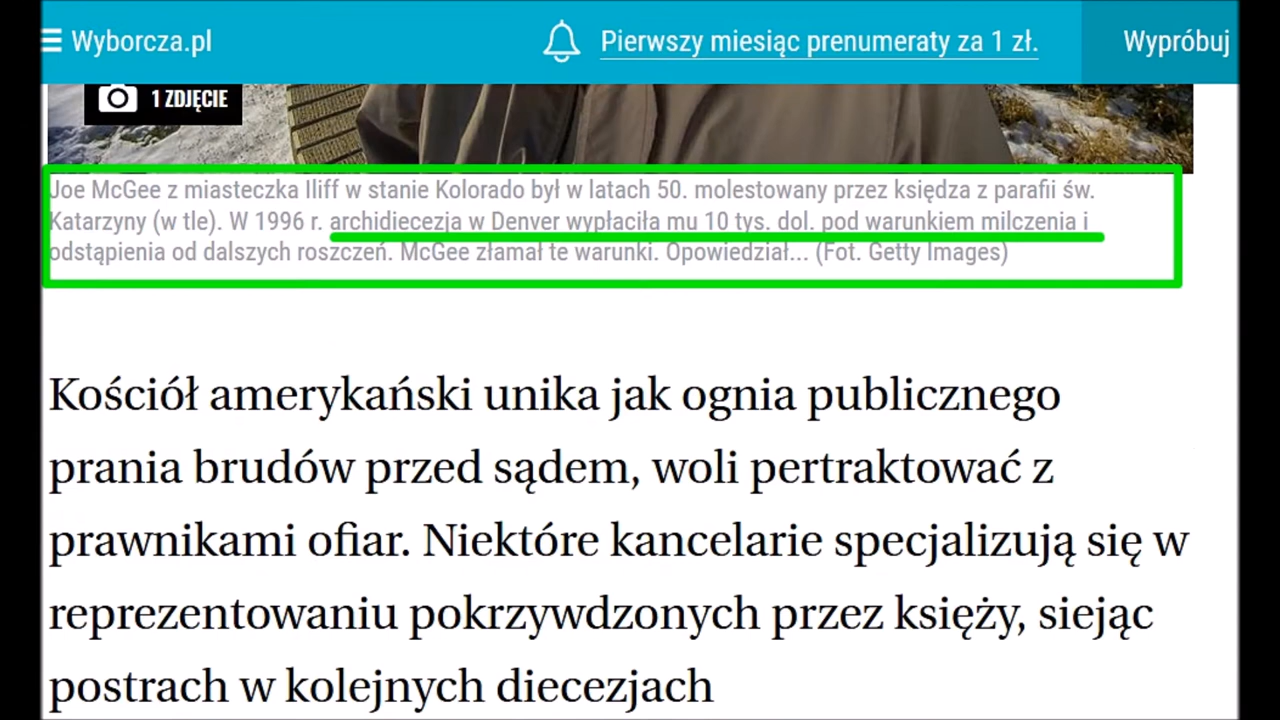 Wyborcza.pl
Pierwszy miesiąc prenumeraty za 1 zł.
Wypróbuj
1 ZDJĘCIE
Joe McGee z miasteczka Iliff w stanie Kolorado był w latach 50. molestowany przez księdza z parafii św.
Katarzyny (w tle). W 1996 r. archidiecezja w Denver wypłaciła mu 10 tys. dol. pod warunkiem milczenia i
odstąpienia od dalszych roszczeń. McGee złamał te warunki. Opowiedział... (Fot. Getty Images)
Kościół amerykański unika jak ognia publicznego
prania brudów przed sądem, woli pertraktować z
prawnikami ofiar. Niektóre kancelarie specjalizują się w
reprezentowaniu pokrzywdzonych przez księży, siejąc
postrach w kolejnych diecezjach